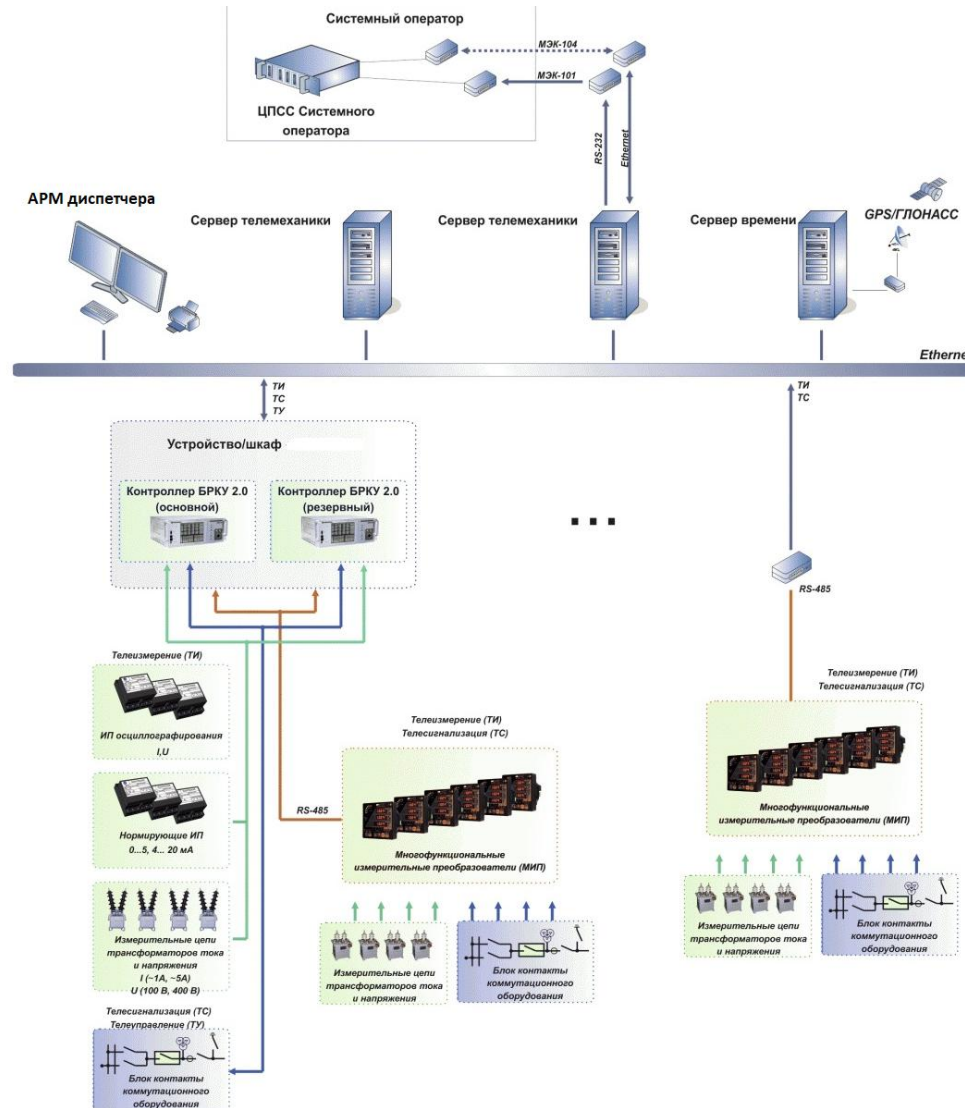 Системный оператор
МЭК-104
МЭК-101
ЦПСС Системного
оператора
RS-232
Ethernet
АРМ диспетчера
Сервер телемеханики
Сервер телемеханики
Сервер времени
GPS/ГЛОНАСС
Etherne
ТИ
ТС
ТУ
ТИ
ТС
Устройство/шкаф
Контроллер БРКУ 2.0
(основной)
Контроллер БРКУ 2.0
(резервный)
RS-485
Телеизмерение (ТИ)
ИП осциллографирования
I,U
Нормирующие ИП
0...5, 4... 20 мА
Измерительные цепи
трансформаторов тока
и напряжения
I (~1А, ~5А)
U (100 В, 400 В)
Телесигнализация (ТС)
Телеуправление (ТУ)
Блок контакты
коммутационного
оборудования
Телеизмерение (ТИ)
Телесигнализация (ТС)
RS-485
Многофункциональные
измерительные преобразователи (МИП)
Измерительные цепи
трансформаторов тока
и напряжения
Блок контакты
коммутационного
оборудования
Телеизмерение (ТИ)
Телесигнализация (ТС)
Многофункциональные
измерительные преобразователи (МИП)
Измерительные цепи
трансформаторов тока
и напряжения
Блок контакты
коммутационного
оборудования